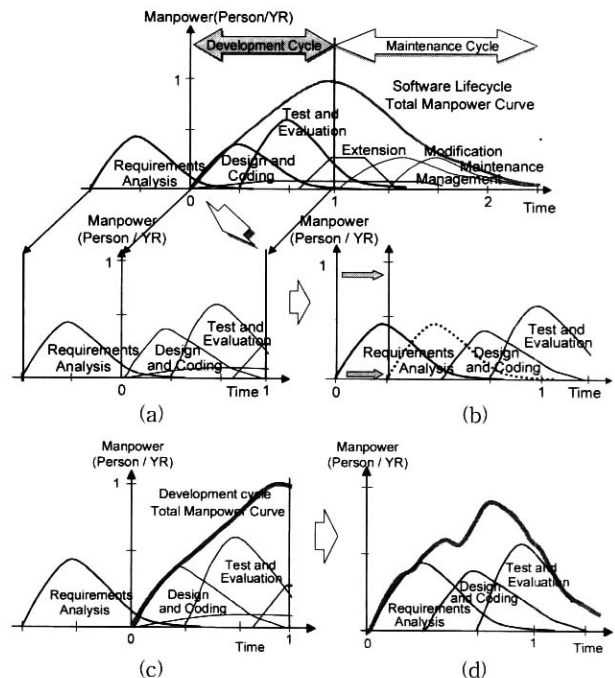 Manpower(Person/YR)
Development Cycle
Maintenance Cycle
1
Software Lifecycle
Total Manpower Curve
Test and
Evaluation
Extension
Modification
Requirements
Analysis
Design and
Coding
Maintenance
Management
0
1
2
Time
Manpower
(Person / YR)
1
Requirements
Analysis
Test and
Evaluation
Design
and Coding
0
Time
1
(a)
Manpower
(Person / YR)
1
Test and
Evaluation
Requirements
Analysis
Design
and Coding
0
1
Time
(b)
Manpower
(Person / YR)
1
Development cycle
Total Manpower Curve
Test and
Evaluation
Requirements
Analysis
Design
and Coding
0
1
Time
(c)
Manpower
(Person / YR)
Test and
Evaluation
Design
and Coding
Requirements
Analysis
0
1
Time
(d)